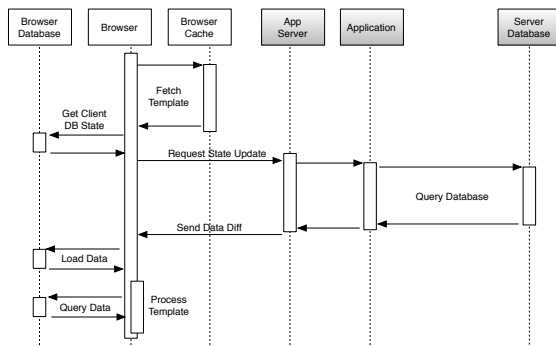 Browser
Database
Browser
Browser
Cache
App
Server
Application
Server
Database
Fetch
Template
Get Client
DB State
Request State Update
Query Database
Send Data Diff
Load Data
Process
Template
Query Data